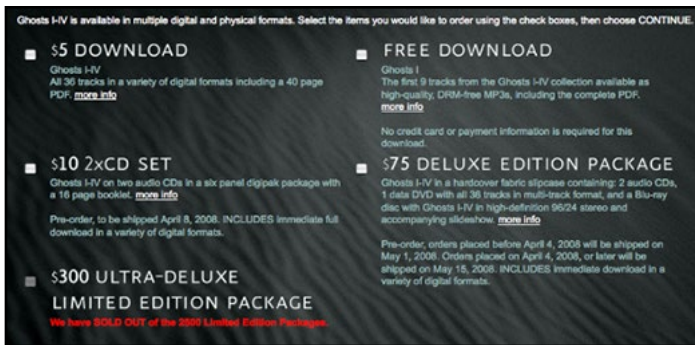 Ghosts I-IV is available in multiple digital and physical formats. Select the items you would like to order using the check boxes, then choose CONTINUE.
$5 DOWNLOAD
Ghosts I-IV
All 36 tracks in a variety of digital formats including a 40 page
PDF. more info
FREE DOWNLOAD
Ghosts I
The first 9 tracks from the Ghosts I-IV collection available as
high-quality, DRM-free MP3s, including the complete PDF.
more info
No credit card or payment information is required for this
download.
$10 2xCD SET
Ghosts I-IV on two audio CDs in a six panel digipak package with
a 16 page booklet. more info
Pre-order, to be shipped April 8, 2008. INCLUDES immediate full
download in a variety of digital formats.
$75 DELUXE EDITION PACKAGE
Ghosts I-IV in a hardcover fabric slipcase containing: 2 audio CDs,
1 data DVD with all 36 tracks in multi-track format, and a Blu-ray
disc with Ghosts I-IV in high-definition 96/24 stereo and
accompanying slideshow. more info
Pre-order, orders placed before April 4, 2008 will be shipped on
May 1, 2008. Orders placed on April 4, 2008, or later will be
shipped on May 15, 2008. INCLUDES immediate download in a
variety of digital formats.
$300 ULTRA-DELUXE
LIMITED EDITION PACKAGE
We have SOLD OUT of the 2500 Limited Edition Packages.